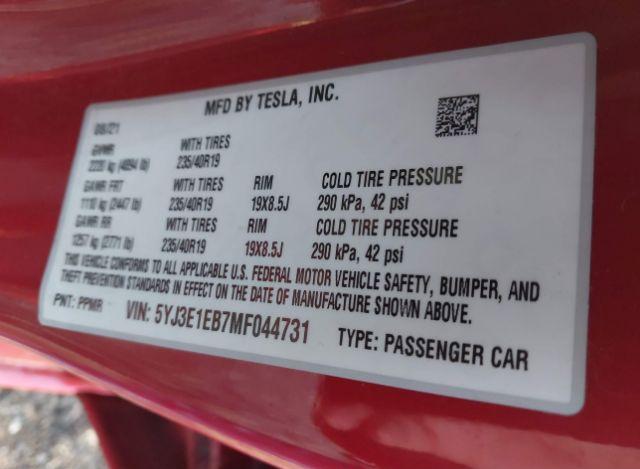 MFD BY TESLA, INC.
08/21
GVWR WITH TIRES
2220 kg (4894 lb) 235/40R19
GAWR FRT WITH TIRES RIM COLD TIRE PRESSURE
1110 kg (2447 lb) 235/40R19 19X8.5J 290 kPa, 42 psi
GAWR RR WITH TIRES RIM COLD TIRE PRESSURE
1257 kg (2771 lb) 235/40R19 19X8.5J 290 kPa, 42 psi
THIS VEHICLE CONFORMS TO ALL APPLICABLE U.S. FEDERAL MOTOR VEHICLE SAFETY, BUMPER, AND
THEFT PREVENTION STANDARDS IN EFFECT ON THE DATE OF MANUFACTURE SHOWN ABOVE.
PNT: PPMR VIN: 5YJ3E1EB7MF044731 TYPE: PASSENGER CAR